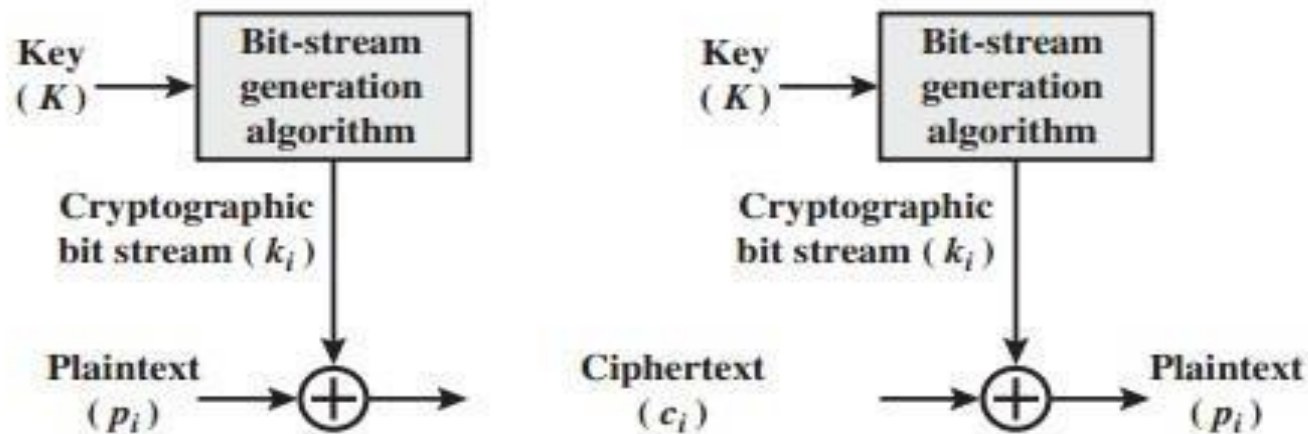 Key
( K )
Bit-stream
generation
algorithm
Cryptographic
bit stream ( kᵢ )
Plaintext
( pᵢ )
Ciphertext
( cᵢ )
Key
( K )
Bit-stream
generation
algorithm
Cryptographic
bit stream ( kᵢ )
Plaintext
( pᵢ )